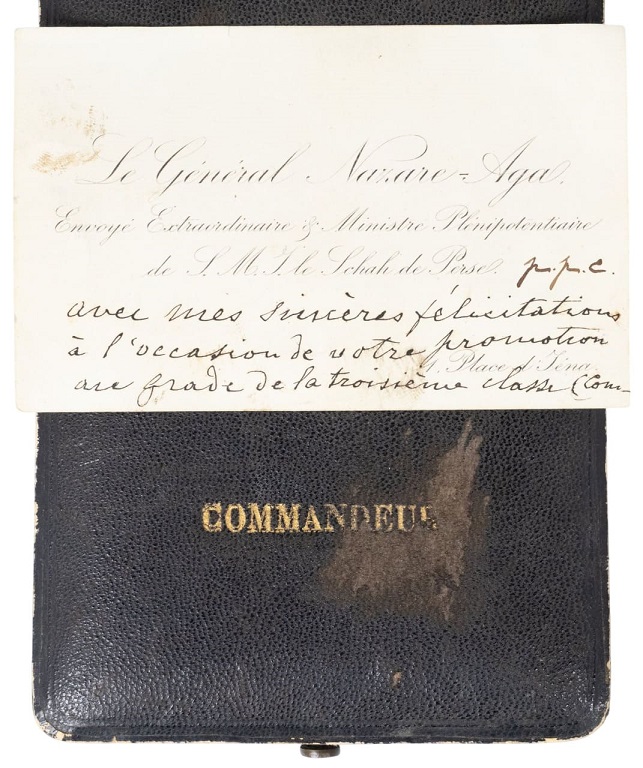 Le Général Nazare-Aga.
Envoyé Extraordinaire & Ministre Plénipotentiaire
de S. M. I. le Schah de Perse. p.p.c.
avec mes sincères félicitations
à l'occasion de votre promotion
Place d'Iéna
au grade de la troisième classe (Com-
COMMANDEUR